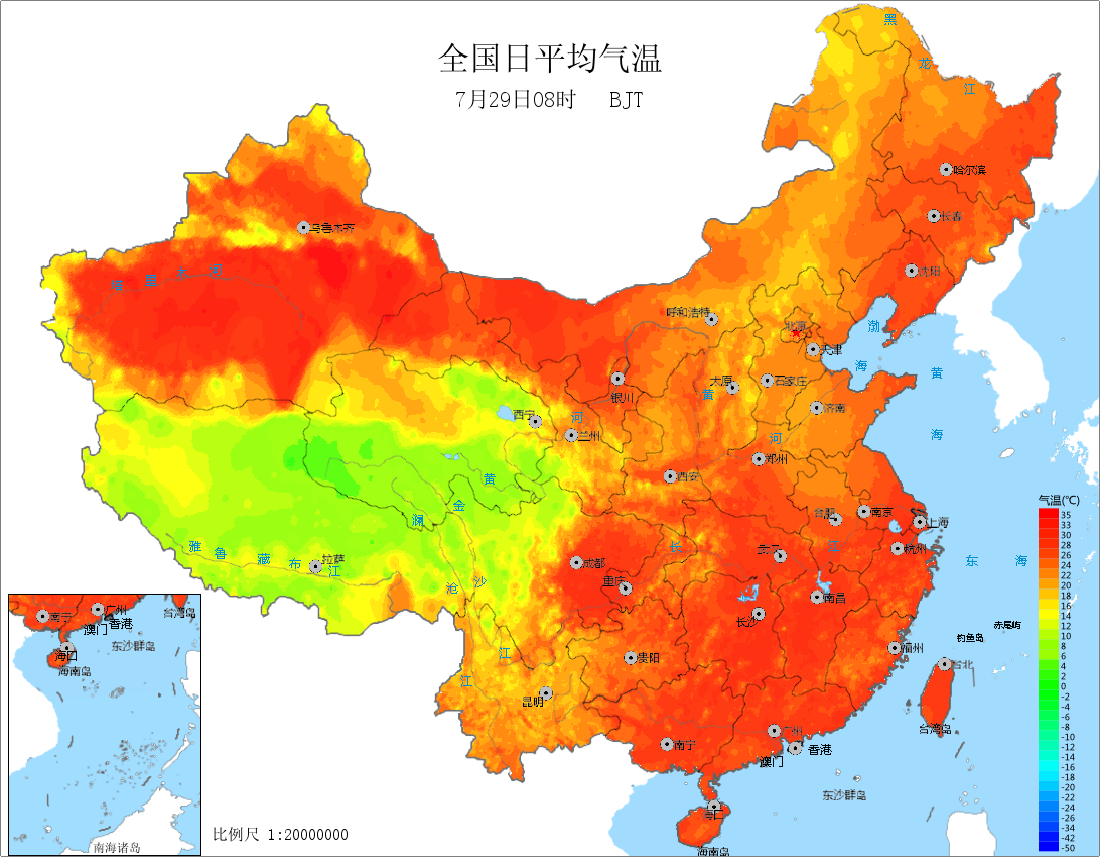 全国日平均气温
7月29日08时 BJT
黑
龙
江
哈尔滨
长春
沈阳
乌鲁木齐
塔里木河
呼和浩特
北京
天津
渤
海
黄
海
银川
太原
石家庄
济南
黄
河
西宁
兰州
河
西安
郑州
黄
金
澜
沧
沙
江
江
雅鲁藏布江
拉萨
成都
重庆
长
江
合肥
南京
上海
杭州
武汉
南昌
长沙
东海
贵阳
昆明
福州
台北
钓鱼岛
赤尾屿
台湾岛
南宁
广州
香港
澳门
海口
海南岛
东沙群岛
气温(℃)
35
33
30
28
26
24
22
20
18
16
14
12
10
8
6
4
2
0
-2
-4
-6
-8
-10
-12
-14
-16
-18
-20
-22
-24
-26
-34
-42
-50
南宁
广州
香港
澳门
台湾岛
海口
海南岛
东沙群岛
南海诸岛
比例尺 1:20000000